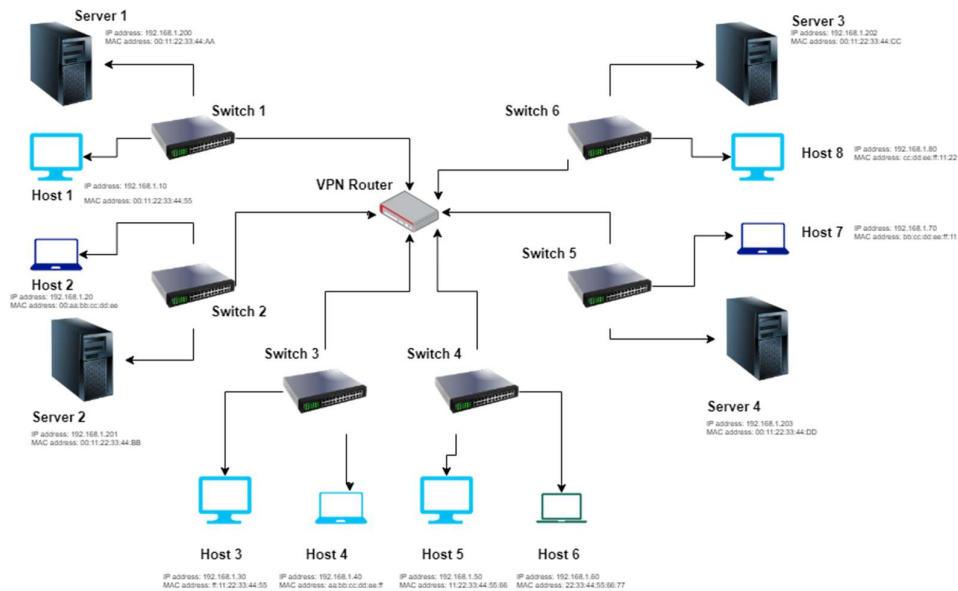 Server 1
IP address: 192.168.1.200
MAC address: 00:11:22:33:44:AA
Server 3
IP address: 192.168.1.202
MAC address: 00:11:22:33:44:CC
Switch 1
Switch 6
Host 1
IP address: 192.168.1.10
MAC address: 00:11:22:33:44:55
VPN Router
Host 8
IP address: 192.168.1.80
MAC address: cc:dd:ee:ff:11:22
Host 2
IP address: 192.168.1.20
MAC address: 00:aa:bb:cc:dd:ee
Switch 2
Switch 5
Host 7
IP address: 192.168.1.70
MAC address: bb:cc:dd:ee:ff:11
Switch 3
Switch 4
Server 2
IP address: 192.168.1.201
MAC address: 00:11:22:33:44:BB
Server 4
IP address: 192.168.1.203
MAC address: 00:11:22:33:44:DD
Host 3
IP address: 192.168.1.30
MAC address: ff:11:22:33:44:55
Host 4
IP address: 192.168.1.40
MAC address: aa:bb:cc:dd:ee:ff
Host 5
IP address: 192.168.1.50
MAC address: 11:22:33:44:55:66
Host 6
IP address: 192.168.1.60
MAC address: 22:33:44:55:66:77